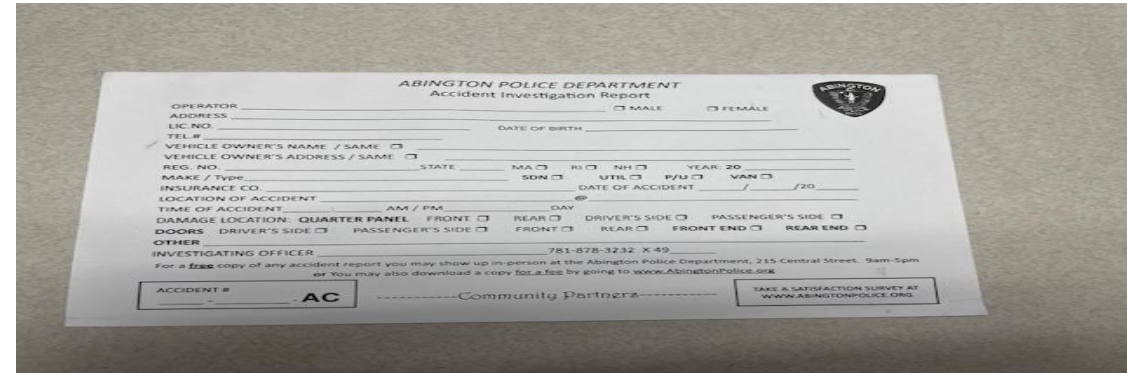 ABINGTON POLICE DEPARTMENT
Accident Investigation Report
ABINGTON
POLICE
OPERATOR ☐ MALE ☐ FEMALE
ADDRESS
LIC.NO. DATE OF BIRTH
TEL.#
VEHICLE OWNER'S NAME / SAME ☐
VEHICLE OWNER'S ADDRESS / SAME ☐
REG. NO. STATE MA ☐ RI ☐ NH ☐ YEAR: 20
MAKE / Type SDN ☐ UTIL ☐ P/U ☐ VAN ☐
INSURANCE CO. DATE OF ACCIDENT / /20
LOCATION OF ACCIDENT @
TIME OF ACCIDENT : AM / PM DAY
DAMAGE LOCATION: QUARTER PANEL FRONT ☐ REAR ☐ DRIVER'S SIDE ☐ PASSENGER'S SIDE ☐
DOORS DRIVER'S SIDE ☐ PASSENGER'S SIDE ☐ FRONT ☐ REAR ☐ FRONT END ☐ REAR END ☐
OTHER
INVESTIGATING OFFICER 781-878-3232 X 49
For a free copy of any accident report you may show up in-person at the Abington Police Department, 215 Central Street, 9am-5pm
or You may also download a copy for a fee by going to www.AbingtonPolice.org
ACCIDENT #
- . AC
-----------Community Partnerz-----------
TAKE A SATISFACTION SURVEY AT
WWW.ABINGTONPOLICE.ORG